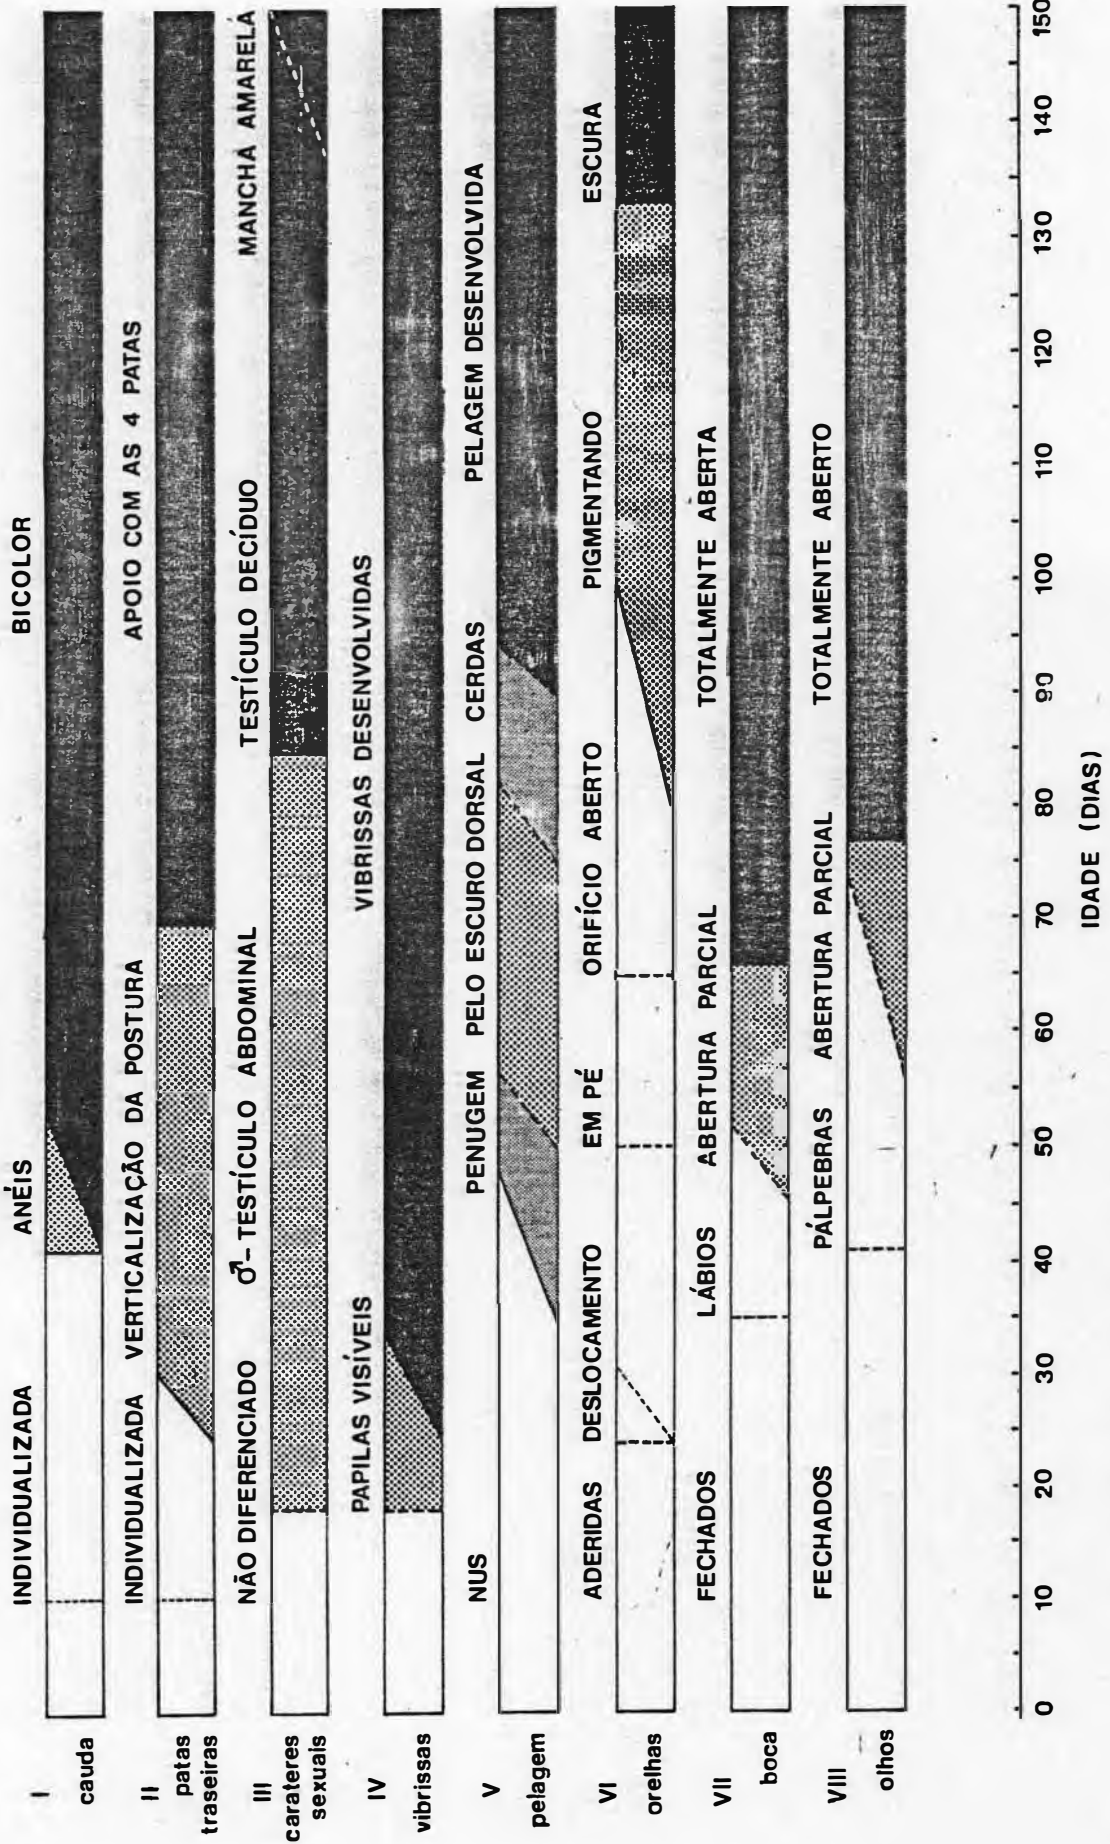 I
cauda
INDIVIDUALIZADA ANÉIS BICOLOR
II
patas
traseiras
INDIVIDUALIZADA VERTICALIZAÇÃO DA POSTURA APOIO COM AS 4 PATAS
III
carateres
sexuais
NÃO DIFERENCIADO ♂-TESTÍCULO ABDOMINAL TESTÍCULO DECÍDUO MANCHA AMARELA
IV
vibrissas
PAPILAS VISÍVEIS VIBRISSAS DESENVOLVIDAS
V
pelagem
NUS PENUGEM PELO ESCURO DORSAL CERDAS PELAGEM DESENVOLVIDA
VI
orelhas
ADERIDAS DESLOCAMENTO EM PÉ ORIFÍCIO ABERTO PIGMENTANDO ESCURA
VII
boca
FECHADOS LÁBIOS ABERTURA PARCIAL TOTALMENTE ABERTA
VIII
olhos
FECHADOS PÁLPEBRAS ABERTURA PARCIAL TOTALMENTE ABERTO
0 10 20 30 40 50 60 70 80 90 100 110 120 130 140 150
IDADE (DIAS)